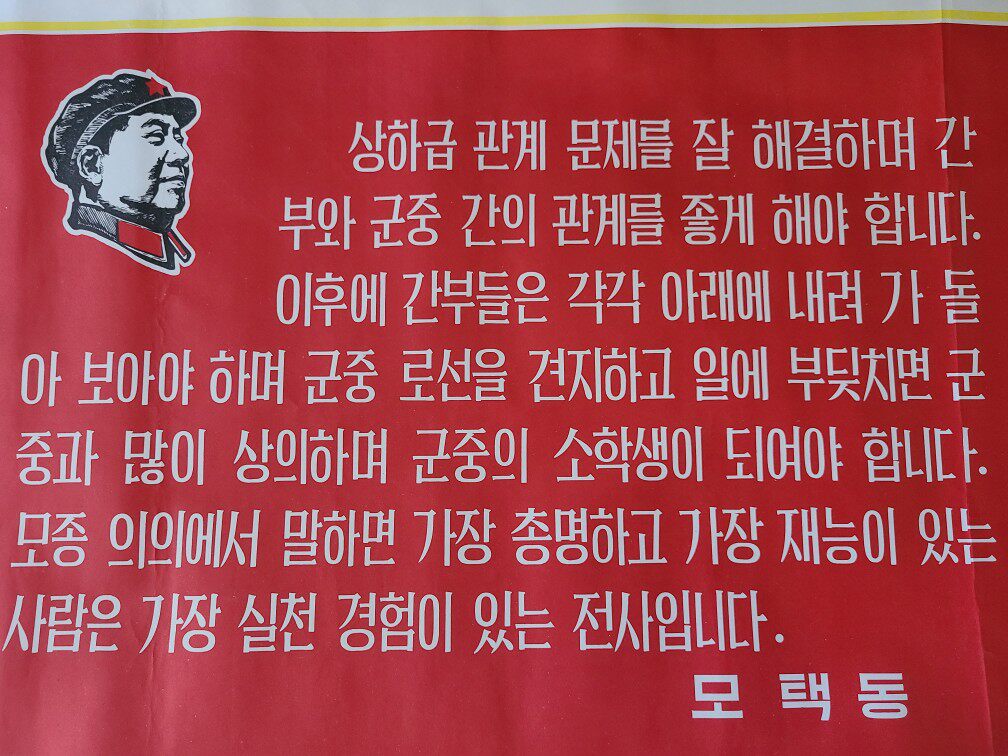 상하급 관계 문제를 잘 해결하며 간
부와 군중 간의 관계를 좋게 해야 합니다.
이후에 간부들은 각각 아래에 내려 가 돌
아 보아야 하며 군중 로선을 견지하고 일에 부딪치면 군
중과 많이 상의하며 군중의 소학생이 되여야 합니다.
모종 의의에서 말하면 가장 총명하고 가장 재능이 있는
사람은 가장 실천 경험이 있는 전사입니다.
모택동